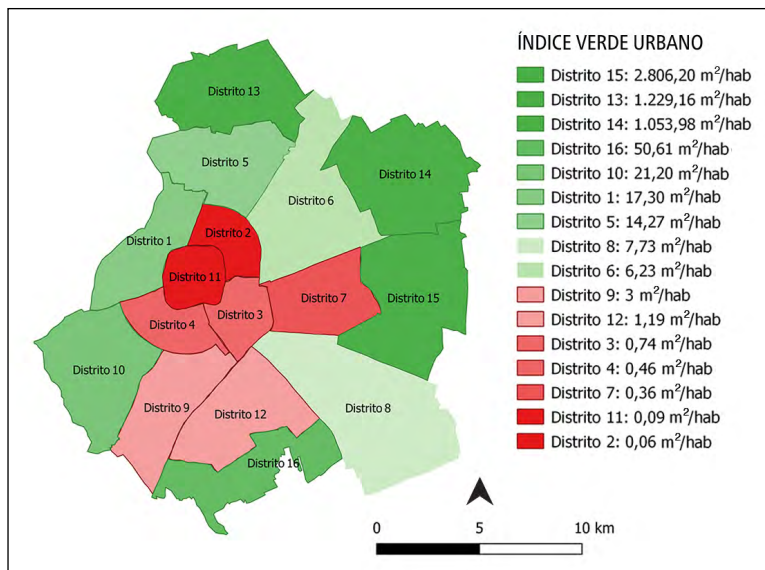 ÍNDICE VERDE URBANO
Distrito 15: 2.806,20 m²/hab
Distrito 13: 1.229,16 m²/hab
Distrito 14: 1.053,98 m²/hab
Distrito 16: 50,61 m²/hab
Distrito 10: 21,20 m²/hab
Distrito 1: 17,30 m²/hab
Distrito 5: 14,27 m²/hab
Distrito 8: 7,73 m²/hab
Distrito 6: 6,23 m²/hab
Distrito 9: 3 m²/hab
Distrito 12: 1,19 m²/hab
Distrito 3: 0,74 m²/hab
Distrito 4: 0,46 m²/hab
Distrito 7: 0,36 m²/hab
Distrito 11: 0,09 m²/hab
Distrito 2: 0,06 m²/hab
Distrito 13
Distrito 5
Distrito 14
Distrito 6
Distrito 2
Distrito 1
Distrito 11
Distrito 7
Distrito 15
Distrito 3
Distrito 4
Distrito 10
Distrito 9
Distrito 8
Distrito 12
Distrito 16
0 5 10 km